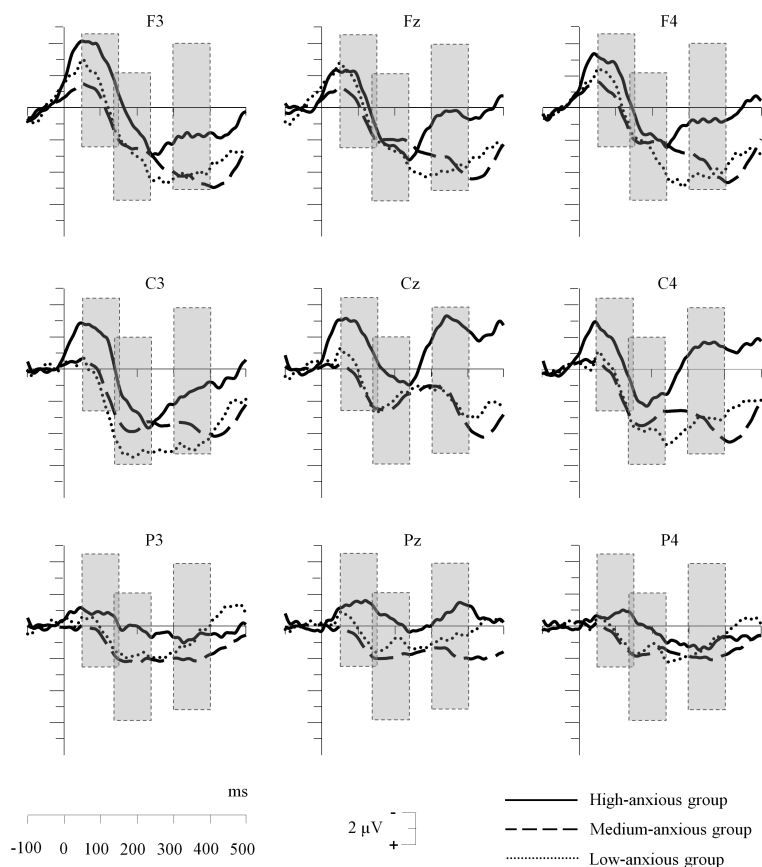 F3 Fz F4
C3 Cz C4
P3 Pz P4
ms
-100 0 100 200 300 400 500
-
2 µV
+
High-anxious group
Medium-anxious group
Low-anxious group